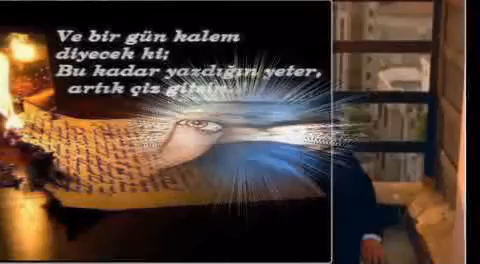 Ve bir gün kalem
diyecek ki;
Bu kadar yazdığın yeter,
artık çiz gitsin